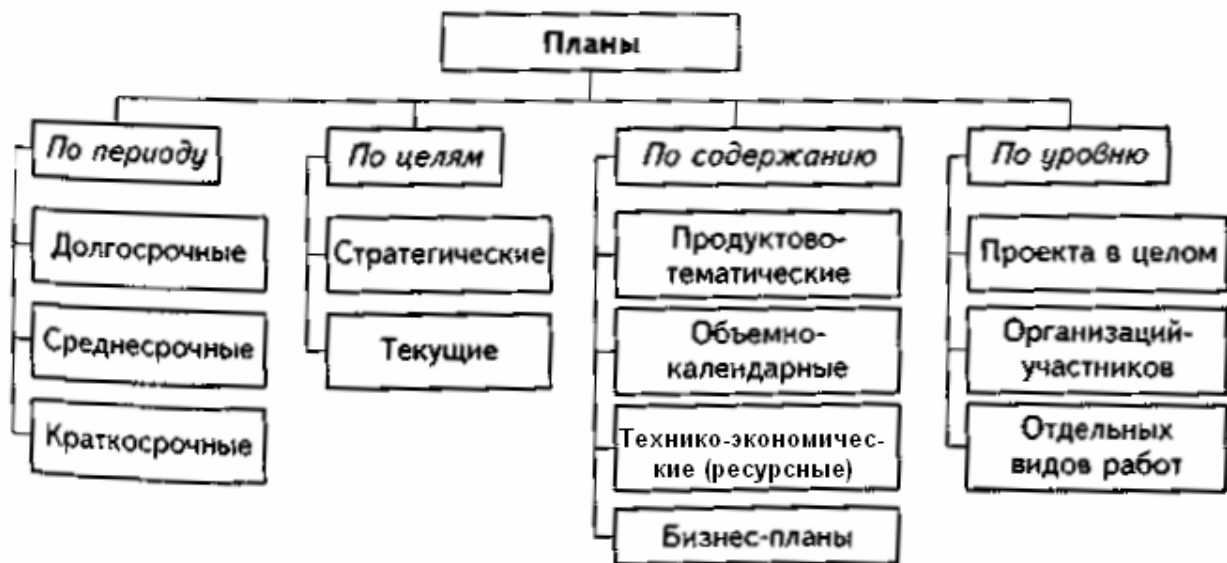 Планы
По периоду
Долгосрочные
Среднесрочные
Краткосрочные
По целям
Стратегические
Текущие
По содержанию
Продуктово-
тематические
Объемно-
календарные
Технико-экономичес-
кие (ресурсные)
Бизнес-планы
По уровню
Проекта в целом
Организаций-
участников
Отдельных
видов работ